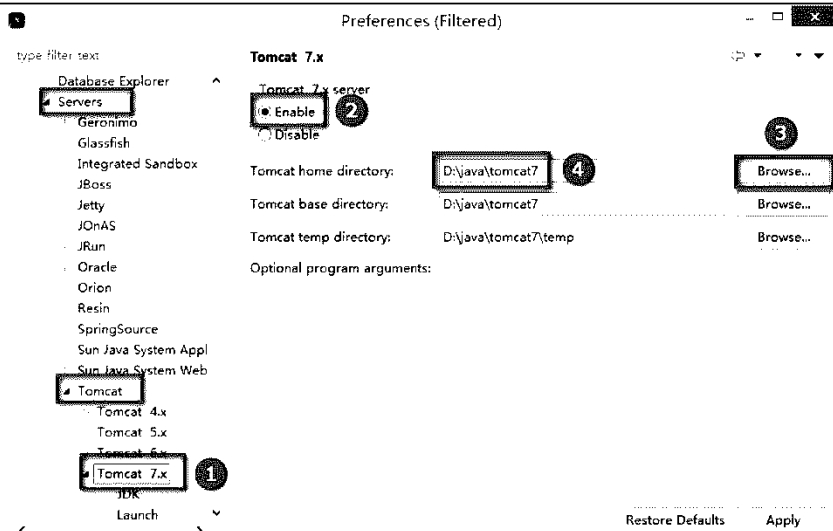 Preferences (Filtered)
type filter text
Database Explorer
Servers
Geronimo
Glassfish
Integrated Sandbox
JBoss
Jetty
JOnAS
JRun
Oracle
Orion
Resin
SpringSource
Sun Java System Appl
Sun Java System Web
Tomcat
Tomcat 4.x
Tomcat 5.x
Tomcat 6.x
Tomcat 7.x
1
JDK
Launch
Tomcat 7.x
Tomcat 7.x server
Enable
2
Disable
3
Tomcat home directory:
D:\java\tomcat7
4
Browse...
Tomcat base directory:
D:\java\tomcat7
Browse...
Tomcat temp directory:
D:\java\tomcat7\temp
Browse...
Optional program arguments:
Restore Defaults
Apply